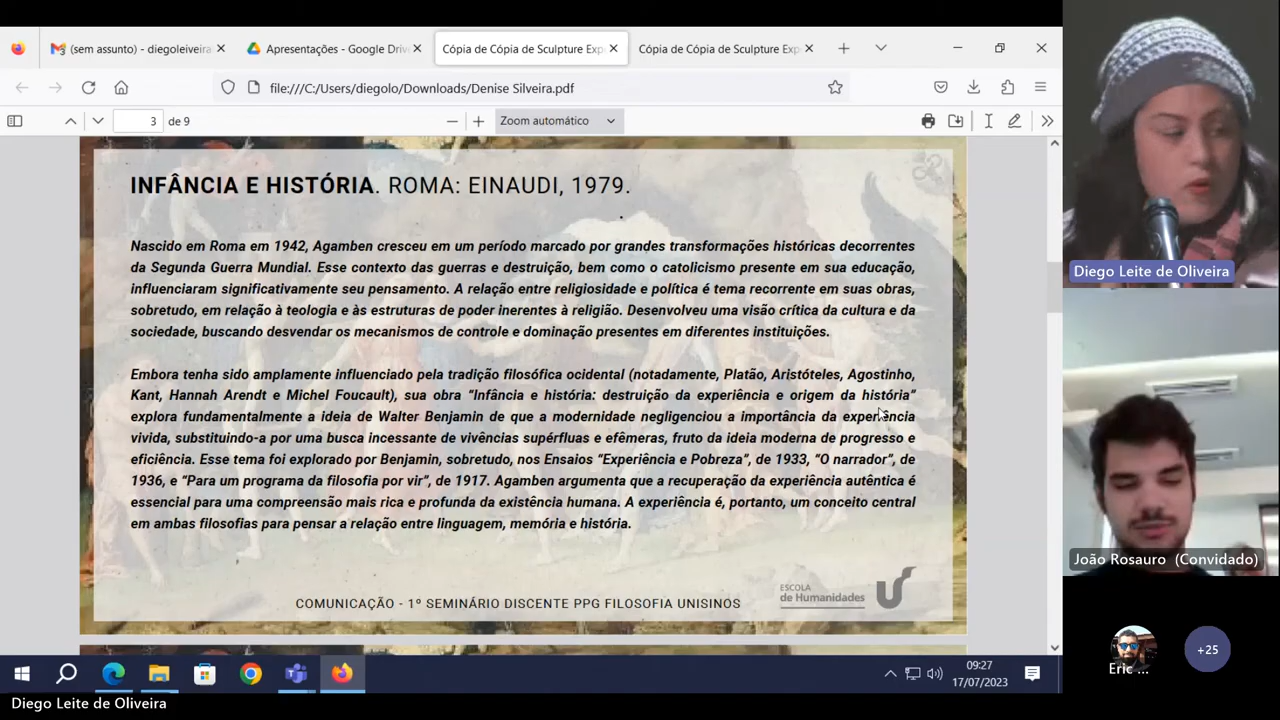 (sem assunto) - diegoleiveira
Apresentações - Google Driv
Cópia de Cópia de Sculpture Exp
Cópia de Cópia de Sculpture Exp
file:///C:/Users/diegolo/Downloads/Denise Silveira.pdf
3 de 9
Zoom automático
INFÂNCIA E HISTÓRIA. ROMA: EINAUDI, 1979.
Nascido em Roma em 1942, Agamben cresceu em um período marcado por grandes transformações históricas decorrentes
da Segunda Guerra Mundial. Esse contexto das guerras e destruição, bem como o catolicismo presente em sua educação,
influenciaram significativamente seu pensamento. A relação entre religiosidade e política é tema recorrente em suas obras,
sobretudo, em relação à teologia e às estruturas de poder inerentes à religião. Desenvolveu uma visão crítica da cultura e da
sociedade, buscando desvendar os mecanismos de controle e dominação presentes em diferentes instituições.
Embora tenha sido amplamente influenciado pela tradição filosófica ocidental (notadamente, Platão, Aristóteles, Agostinho,
Kant, Hannah Arendt e Michel Foucault), sua obra “Infância e história: destruição da experiência e origem da história”
explora fundamentalmente a ideia de Walter Benjamin de que a modernidade negligenciou a importância da experiência
vivida, substituindo-a por uma busca incessante de vivências supérfluas e efêmeras, fruto da ideia moderna de progresso e
eficiência. Esse tema foi explorado por Benjamin, sobretudo, nos Ensaios “Experiência e Pobreza”, de 1933, “O narrador”, de
1936, e “Para um programa da filosofia por vir”, de 1917. Agamben argumenta que a recuperação da experiência autêntica é
essencial para uma compreensão mais rica e profunda da existência humana. A experiência é, portanto, um conceito central
em ambas filosofias para pensar a relação entre linguagem, memória e história.
COMUNICAÇÃO - 1º SEMINÁRIO DISCENTE PPG FILOSOFIA UNISINOS
ESCOLA
de Humanidades
Diego Leite de Oliveira
João Rosauro (Convidado)
Eric ...
+25
09:27
17/07/2023
Diego Leite de Oliveira